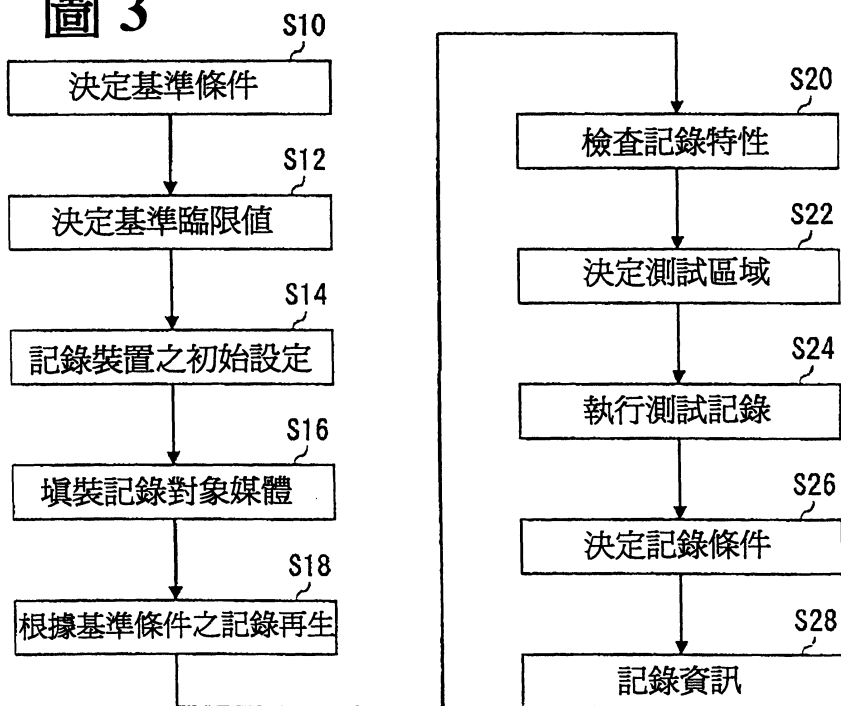 圖 3
S10
決定基準條件
S12
決定基準臨限值
S14
記錄裝置之初始設定
S16
塡裝記錄對象媒體
S18
根據基準條件之記錄再生
S20
檢查記錄特性
S22
決定測試區域
S24
執行測試記錄
S26
決定記錄條件
S28
記錄資訊